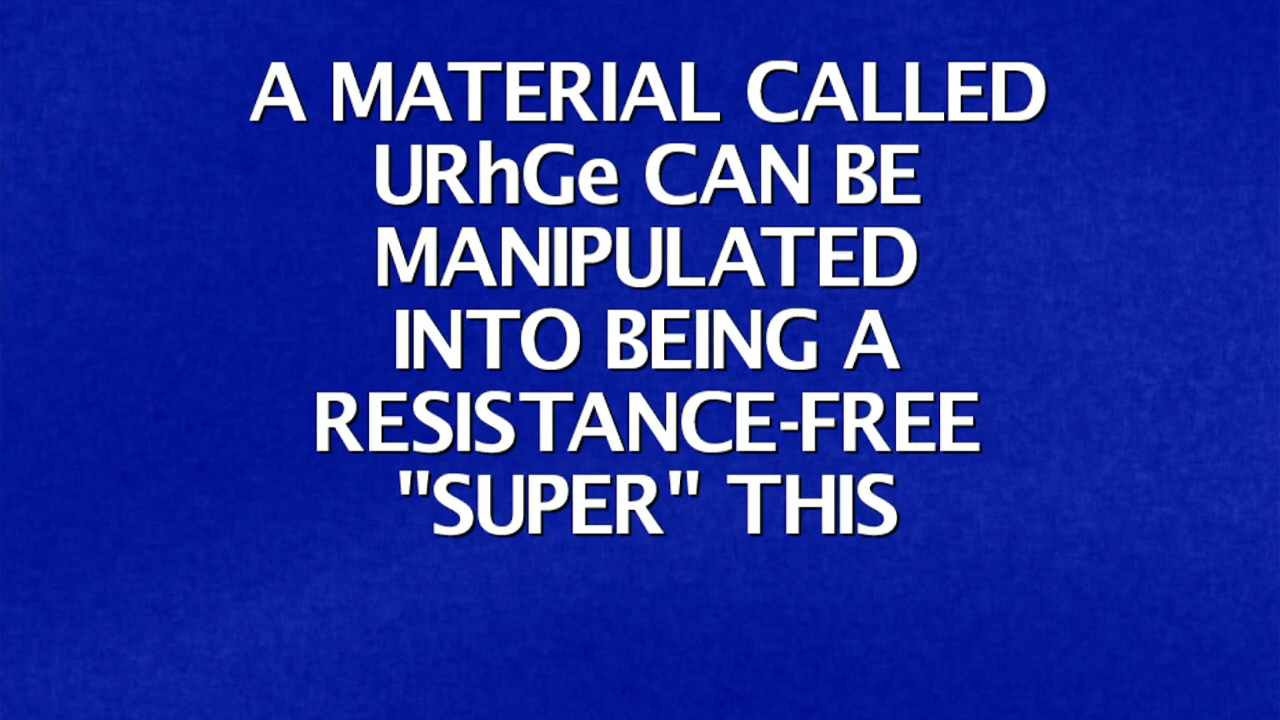 A MATERIAL CALLED
URhGe CAN BE
MANIPULATED
INTO BEING A
RESISTANCE-FREE
"SUPER" THIS